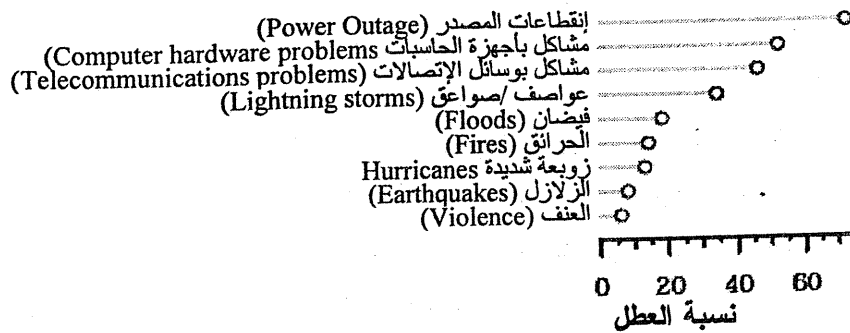 إنقطاعات المصدر (Power Outage)
مشاكل بأجهزة الحاسبات Computer hardware problems)
مشاكل بوسائل الإتصالات (Telecommunications problems)
عواصف /صواعق (Lightning storms)
فيضان (Floods)
الحرائق (Fires)
زوبعة شديدة Hurricanes
الزلازل (Earthquakes)
العنف (Violence)
0 20 40 60
نسبة العطل